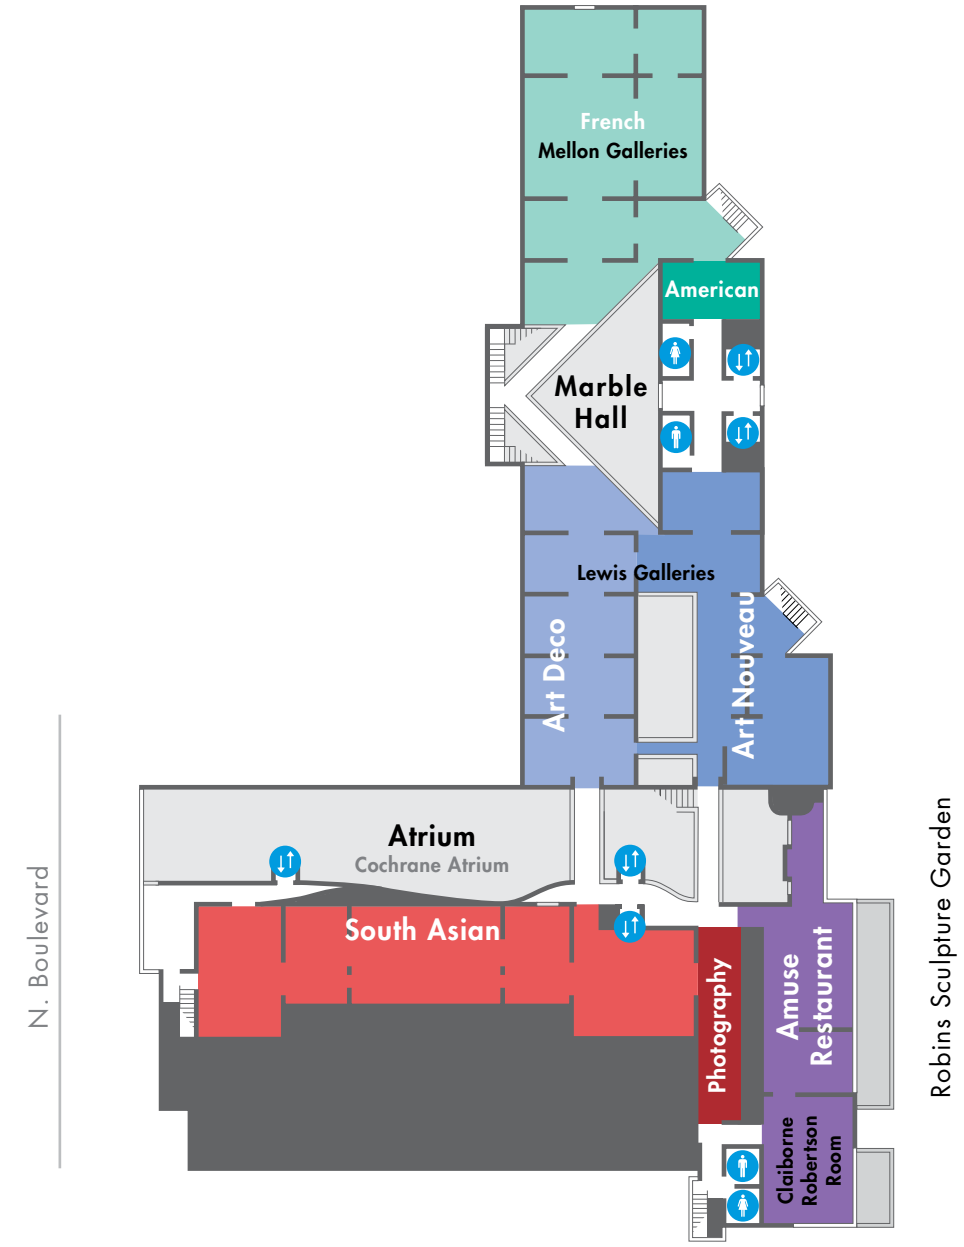 French
Mellon Galleries
American
Marble
Hall
Lewis Galleries
Art Deco
Art Nouveau
Atrium
Cochrane Atrium
South Asian
Photography
Amuse
Restaurant
Claiborne
Robertson
Room
N. Boulevard
Robins Sculpture Garden